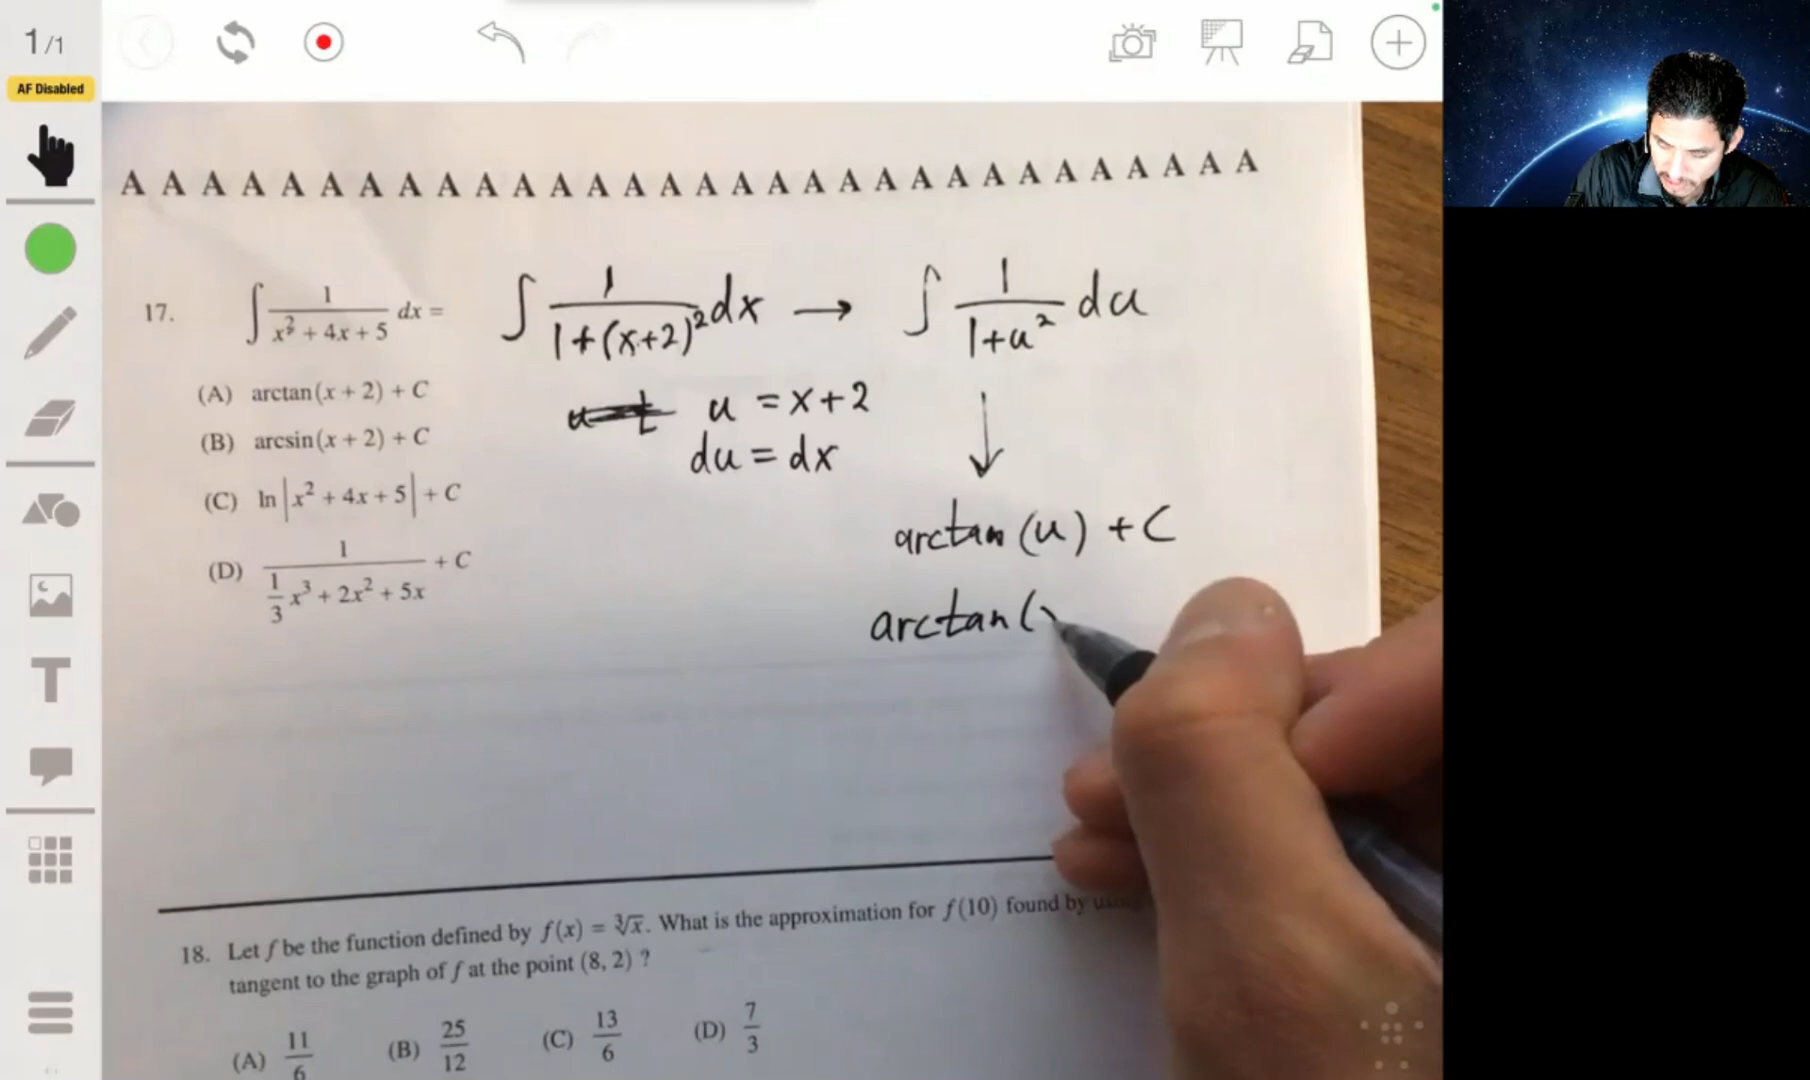 1/1
AF Disabled
A A A A A A A A A A A A A A A A A A A A A A A A A A A A A A
17. ∫ 1/(x² + 4x + 5) dx =
∫ 1/(1+(x+2)²) dx → ∫ 1/(1+u²) du
(A) arctan(x + 2) + C
u = x+2
(B) arcsin(x + 2) + C
du = dx
(C) ln|x² + 4x + 5| + C
arctan (u) + C
(D) 1/(1/3 x³ + 2x² + 5x) + C
arctan (
18. Let f be the function defined by f(x) = ∛x. What is the approximation for f(10) found by using
tangent to the graph of f at the point (8, 2) ?
(A) 11/6 (B) 25/12 (C) 13/6 (D) 7/3
T